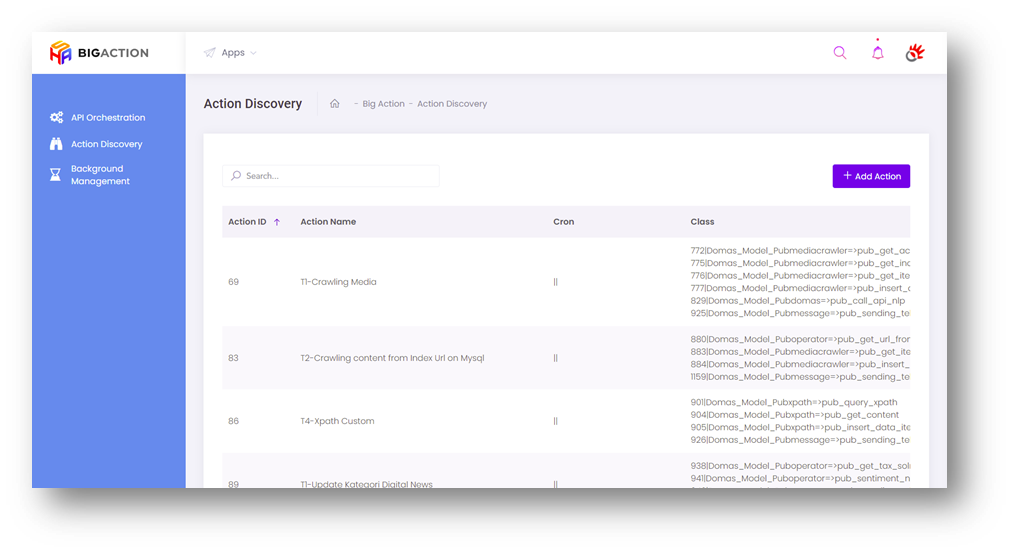 BIGACTION
Apps
API Orchestration
Action Discovery
Background
Management
Action Discovery
- Big Action - Action Discovery
Search...
+ Add Action
Action ID ↑ Action Name Cron Class
69 T1-Crawling Media ||
772|Domas_Model_Pubmediacrawler=>pub_get_ac
775|Domas_Model_Pubmediacrawler=>pub_get_inc
776|Domas_Model_Pubmediacrawler=>pub_get_ite
777|Domas_Model_Pubmediacrawler=>pub_insert_c
829|Domas_Model_Pubdomas=>pub_call_api_nlp
925|Domas_Model_Pubmessage=>pub_sending_te
83 T2-Crawling content from Index Url on Mysql ||
880|Domas_Model_Puboperator=>pub_get_url_fror
883|Domas_Model_Pubmediacrawler=>pub_get_ite
884|Domas_Model_Pubmediacrawler=>pub_insert_
1159|Domas_Model_Pubmessage=>pub_sending_te
86 T4-Xpath Custom ||
901|Domas_Model_Pubxpath=>pub_query_xpath
904|Domas_Model_Pubxpath=>pub_get_content
905|Domas_Model_Pubxpath=>pub_insert_data_ite
926|Domas_Model_Pubmessage=>pub_sending_te
89 T1-Update Kategori Digital News ||
938|Domas_Model_Puboperator=>pub_get_tax_solu
941|Domas_Model_Puboperator=>pub_sentiment_n